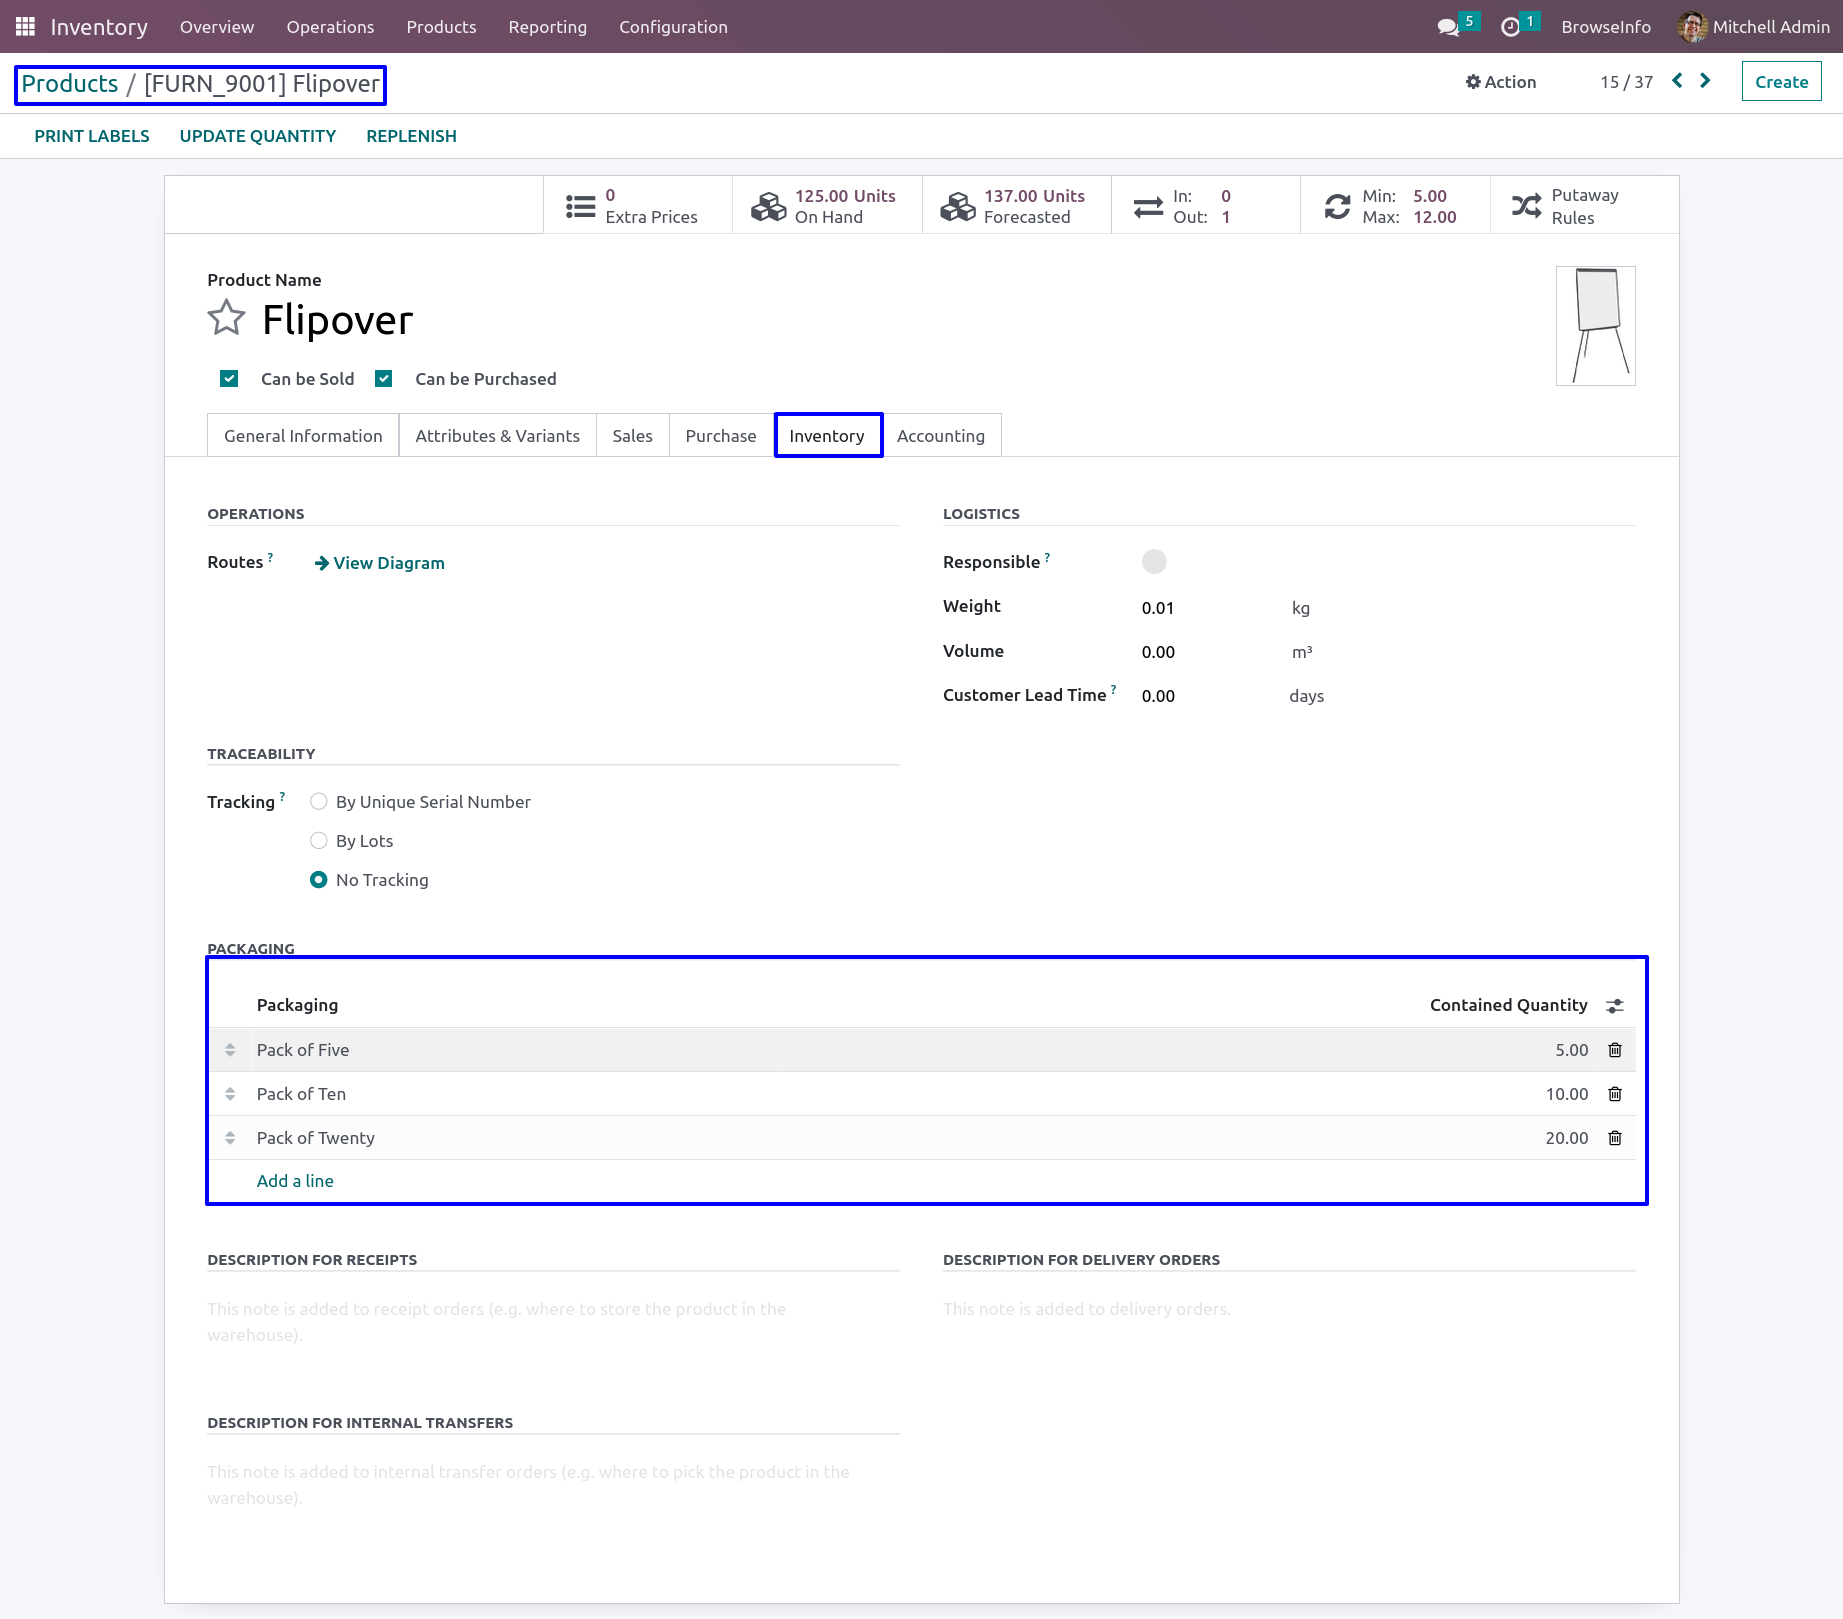 Inventory Overview Operations Products Reporting Configuration 5 1 BrowseInfo Mitchell Admin
Products / [FURN_9001] Flipover Action 15 / 37 Create
PRINT LABELS UPDATE QUANTITY REPLENISH
0 Extra Prices
125.00 Units On Hand
137.00 Units Forecasted
In: 0
Out: 1
Min: 5.00
Max: 12.00
Putaway Rules
Product Name
Flipover
Can be Sold Can be Purchased
General Information Attributes & Variants Sales Purchase Inventory Accounting
OPERATIONS
Routes ? View Diagram
LOGISTICS
Responsible ?
Weight 0.01 kg
Volume 0.00 m³
Customer Lead Time ? 0.00 days
TRACEABILITY
Tracking ? By Unique Serial Number
By Lots
No Tracking
PACKAGING
Packaging Contained Quantity
Pack of Five 5.00
Pack of Ten 10.00
Pack of Twenty 20.00
Add a line
DESCRIPTION FOR RECEIPTS
This note is added to receipt orders (e.g. where to store the product in the
warehouse).
DESCRIPTION FOR DELIVERY ORDERS
This note is added to delivery orders.
DESCRIPTION FOR INTERNAL TRANSFERS
This note is added to internal transfer orders (e.g. where to pick the product in the
warehouse).